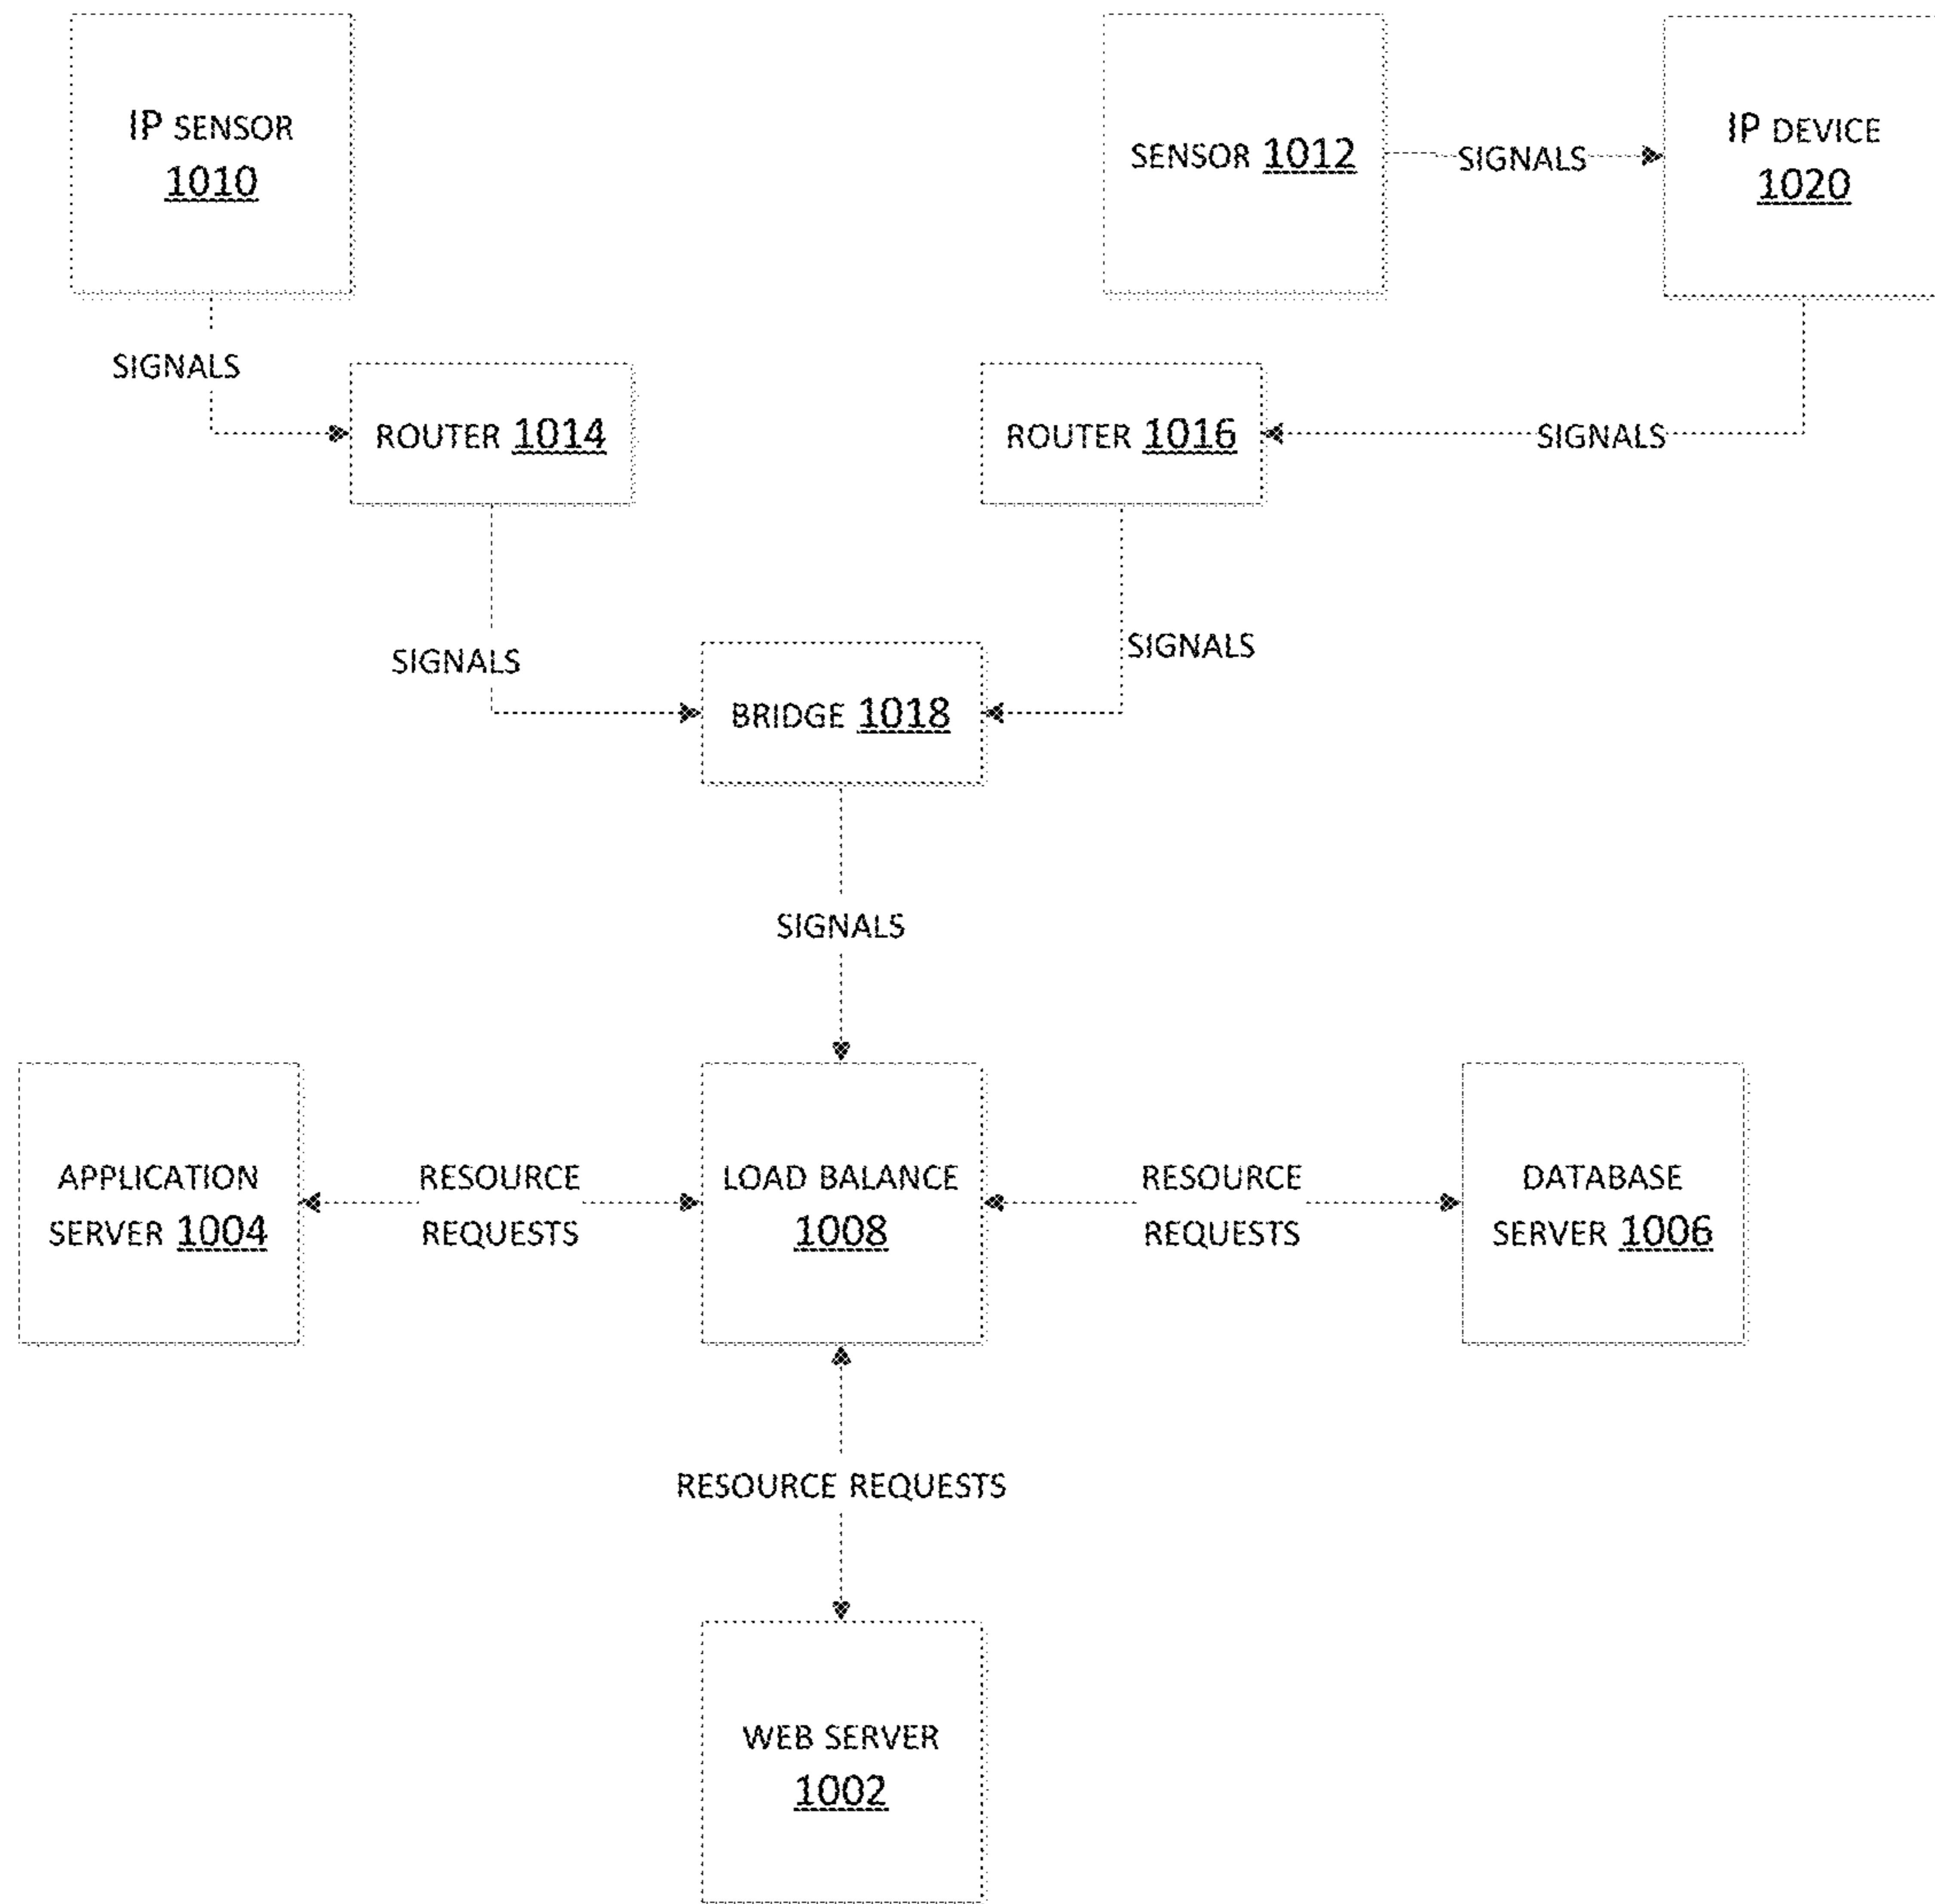 IP SENSOR
1010
SENSOR 1012
SIGNALS
IP DEVICE
1020
SIGNALS
ROUTER 1014
ROUTER 1016
SIGNALS
SIGNALS
SIGNALS
BRIDGE 1018
SIGNALS
APPLICATION
SERVER 1004
RESOURCE
REQUESTS
LOAD BALANCE
1008
RESOURCE
REQUESTS
DATABASE
SERVER 1006
RESOURCE REQUESTS
WEB SERVER
1002